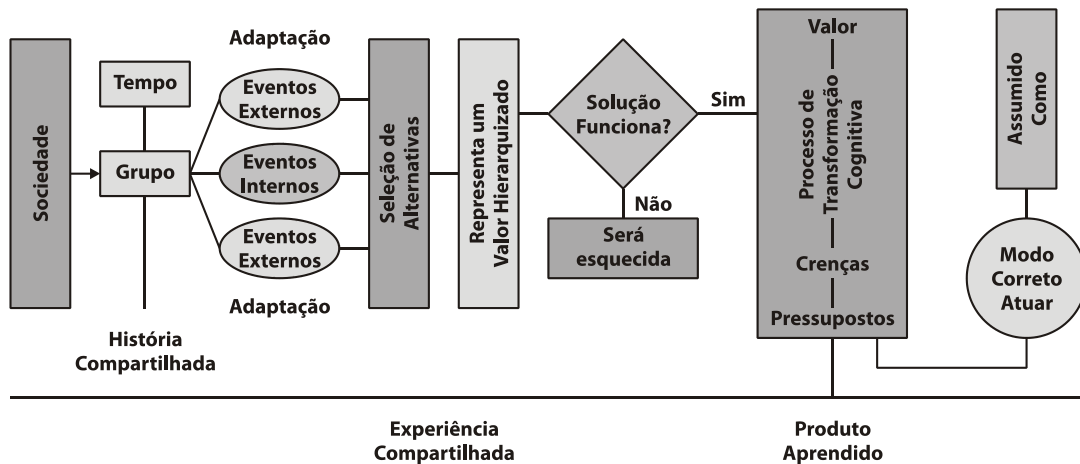 Sociedade
Tempo
Grupo
História
Compartilhada
Adaptação
Eventos
Externos
Eventos
Internos
Eventos
Externos
Adaptação
Seleção de
Alternativas
Representa um
Valor Hierarquizado
Solução
Funciona?
Sim
Não
Será
esquecida
Valor
Processo de
Transformação
Cognitiva
Crenças
Pressupostos
Assumido
Como
Modo
Correto
Atuar
Experiência
Compartilhada
Produto
Aprendido